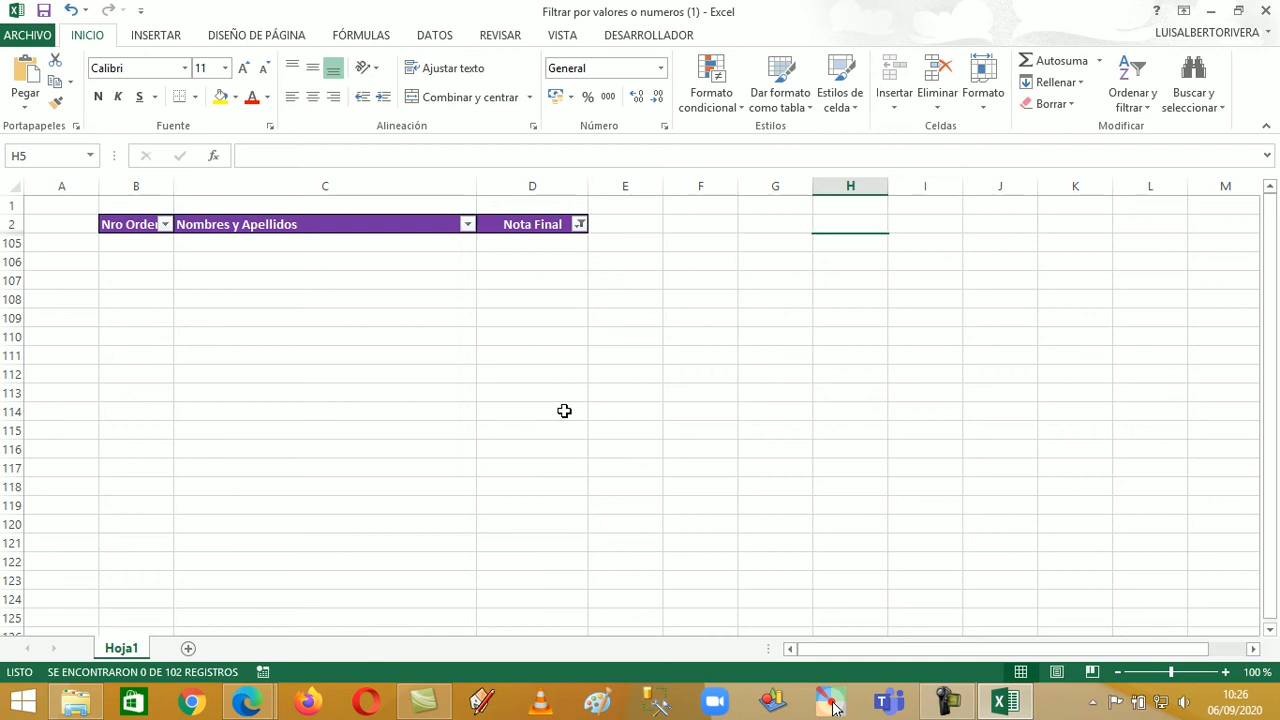 Filtrar por valores o numeros (1) - Excel
ARCHIVO INICIO INSERTAR DISEÑO DE PÁGINA FÓRMULAS DATOS REVISAR VISTA DESARROLLADOR LUISALBERTORIVERA
Calibri 11 Ajustar texto General Autosuma
Rellenar
Pegar N K S Combinar y centrar % 000 Formato condicional Dar formato como tabla Estilos de celda Insertar Eliminar Formato Borrar Ordenar y filtrar Buscar y seleccionar
Portapapeles Fuente Alineación Número Estilos Celdas Modificar
H5 fx
A B C D E F G H I J K L M
1
2 Nro Orden Nombres y Apellidos Nota Final
105
106
107
108
109
110
111
112
113
114
115
116
117
118
119
120
121
122
123
124
125
Hoja1
LISTO SE ENCONTRARON 0 DE 102 REGISTROS 100 %
10:26
06/09/2020